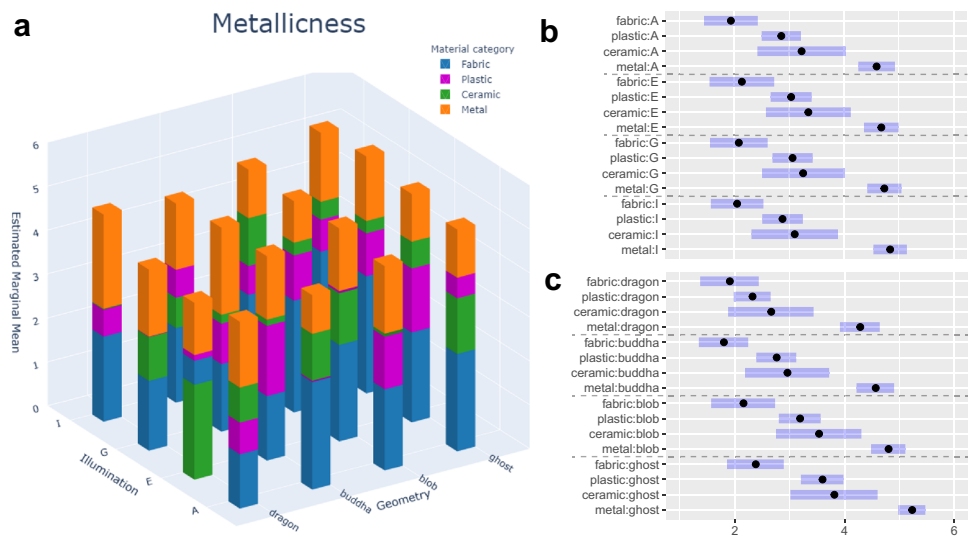 a
Metallicness
Material category
Fabric
Plastic
Ceramic
Metal
6
5
4
3
2
1
0
Estimated Marginal Mean
I
G
E
A
Illumination
dragon
buddha
blob
ghost
Geometry
b
fabric:A
plastic:A
ceramic:A
metal:A
fabric:E
plastic:E
ceramic:E
metal:E
fabric:G
plastic:G
ceramic:G
metal:G
fabric:I
plastic:I
ceramic:I
metal:I
c
fabric:dragon
plastic:dragon
ceramic:dragon
metal:dragon
fabric:buddha
plastic:buddha
ceramic:buddha
metal:buddha
fabric:blob
plastic:blob
ceramic:blob
metal:blob
fabric:ghost
plastic:ghost
ceramic:ghost
metal:ghost
2 4 6